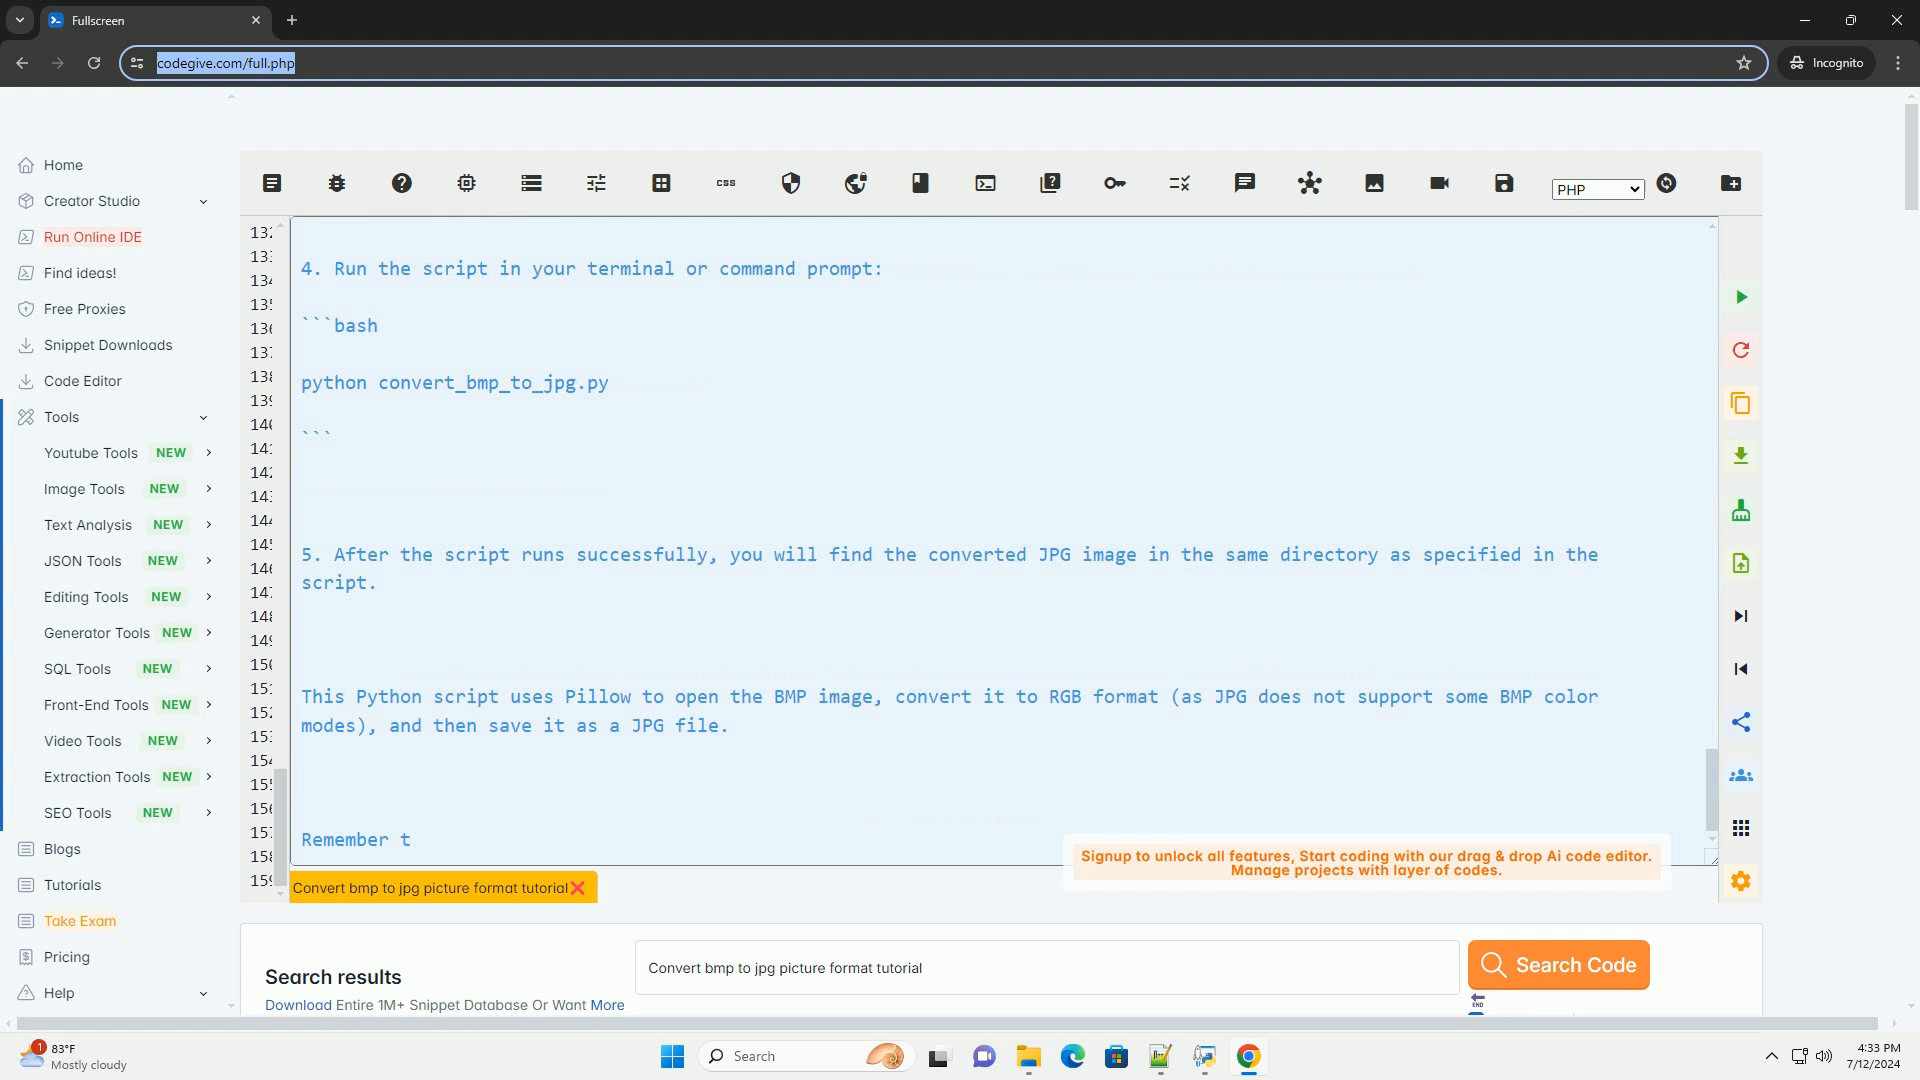 Fullscreen
codegive.com/full.php
Incognito
Home
Creator Studio
Run Online IDE
Find ideas!
Free Proxies
Snippet Downloads
Code Editor
Tools
Youtube Tools NEW
Image Tools NEW
Text Analysis NEW
JSON Tools NEW
Editing Tools NEW
Generator Tools NEW
SQL Tools NEW
Front-End Tools NEW
Video Tools NEW
Extraction Tools NEW
SEO Tools NEW
Blogs
Tutorials
Take Exam
Pricing
Help
css
PHP
4. Run the script in your terminal or command prompt:
```bash
python convert_bmp_to_jpg.py
```
5. After the script runs successfully, you will find the converted JPG image in the same directory as specified in the
script.
This Python script uses Pillow to open the BMP image, convert it to RGB format (as JPG does not support some BMP color
modes), and then save it as a JPG file.
Remember t
Signup to unlock all features, Start coding with our drag & drop Ai code editor.
Manage projects with layer of codes.
Convert bmp to jpg picture format tutorial
Search results
Download Entire 1M+ Snippet Database Or Want More
Convert bmp to jpg picture format tutorial
Search Code
END
1
83°F
Mostly cloudy
Search
4:33 PM
7/12/2024